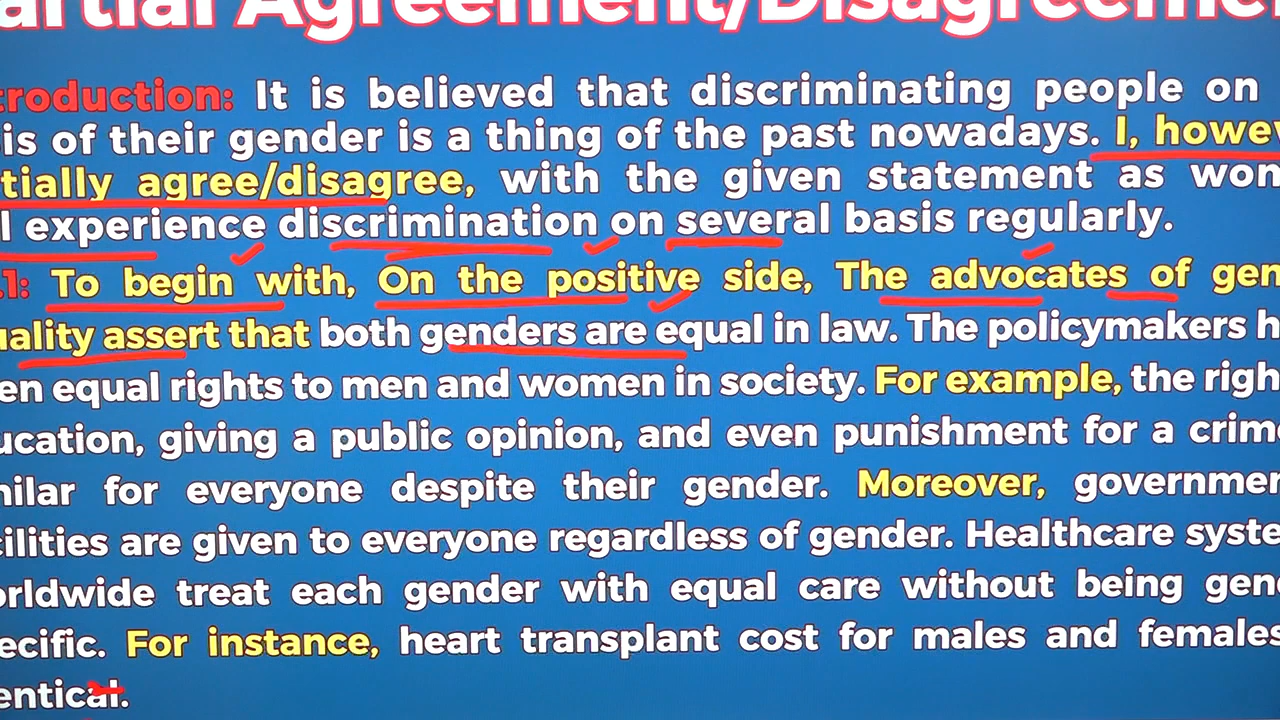 artial Agreement/Disagreemen
troduction: It is believed that discriminating people on
is of their gender is a thing of the past nowadays. I, howev
tially agree/disagree, with the given statement as wom
l experience discrimination on several basis regularly.
.1: To begin with, On the positive side, The advocates of gen
uality assert that both genders are equal in law. The policymakers h
en equal rights to men and women in society. For example, the righ
ucation, giving a public opinion, and even punishment for a crim
milar for everyone despite their gender. Moreover, governmen
cilities are given to everyone regardless of gender. Healthcare syste
orldwide treat each gender with equal care without being gend
ecific. For instance, heart transplant cost for males and females
entical.